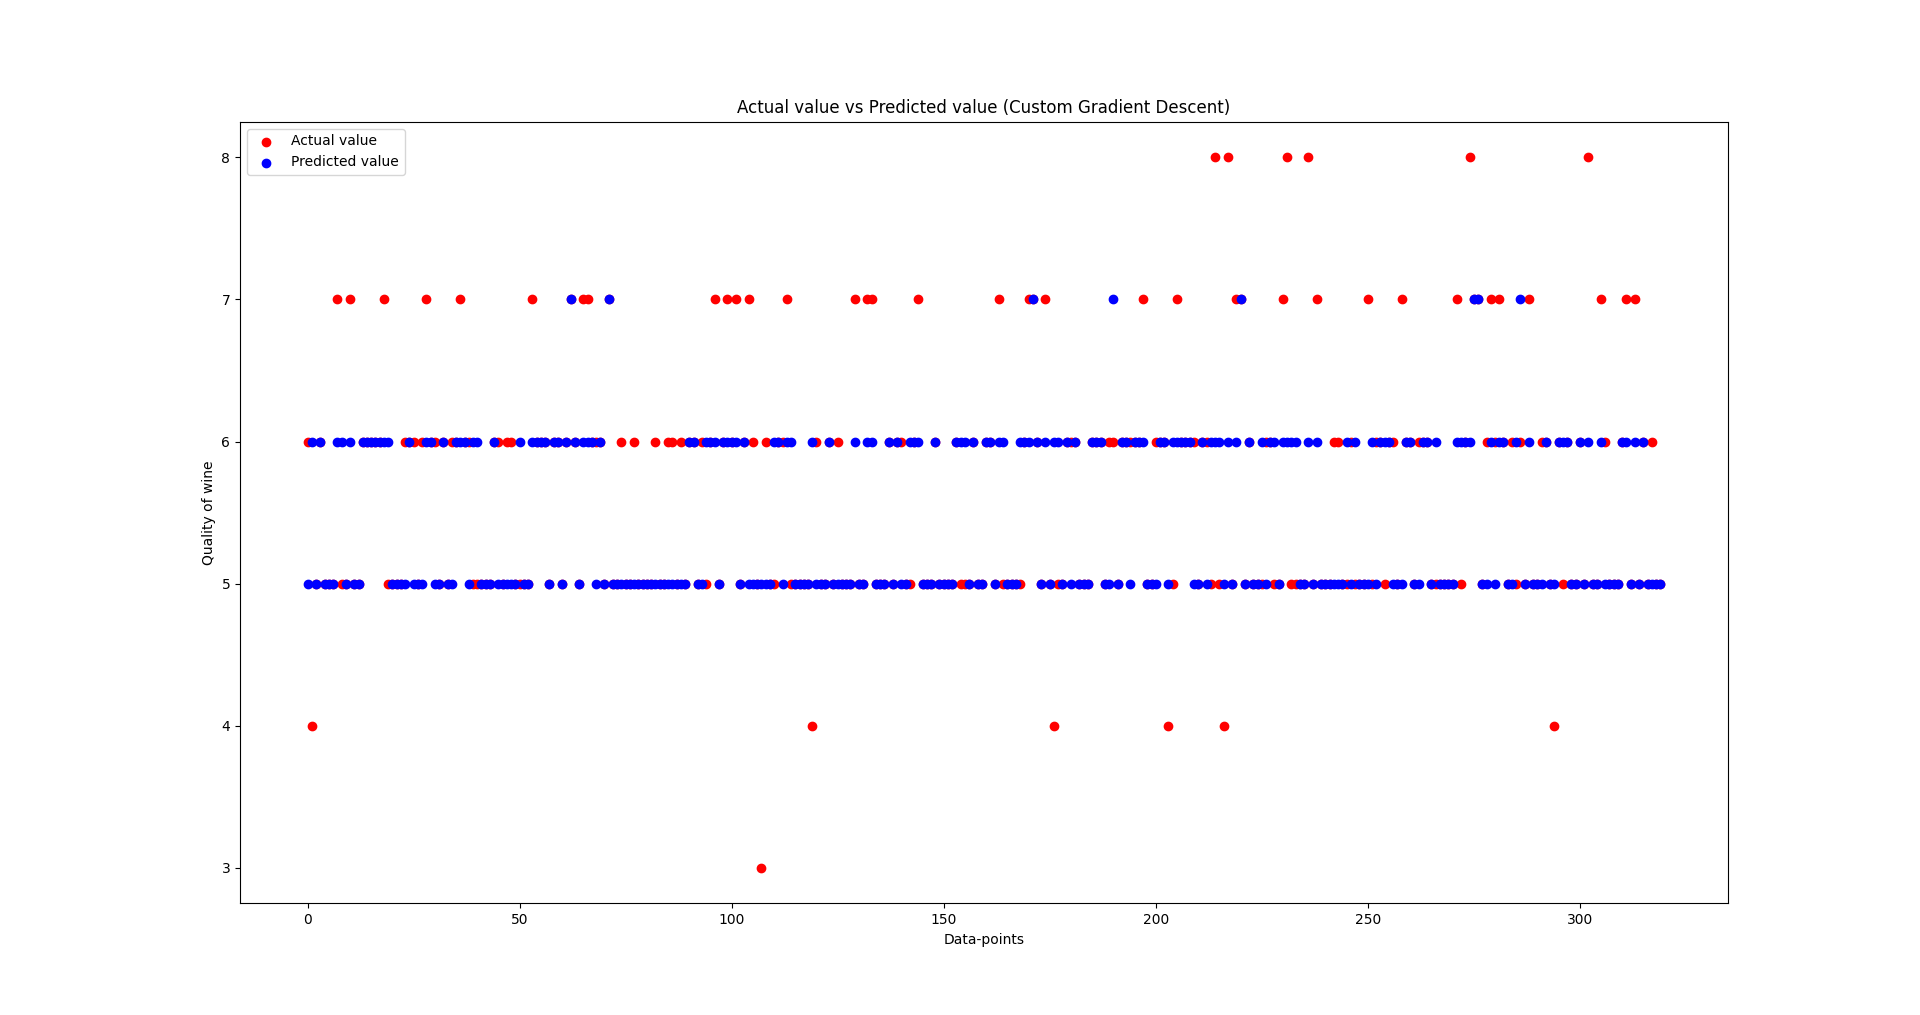 Actual value vs Predicted value (Custom Gradient Descent)
Actual value
Predicted value
8
7
6
5
4
3
Quality of wine
0 50 100 150 200 250 300
Data-points